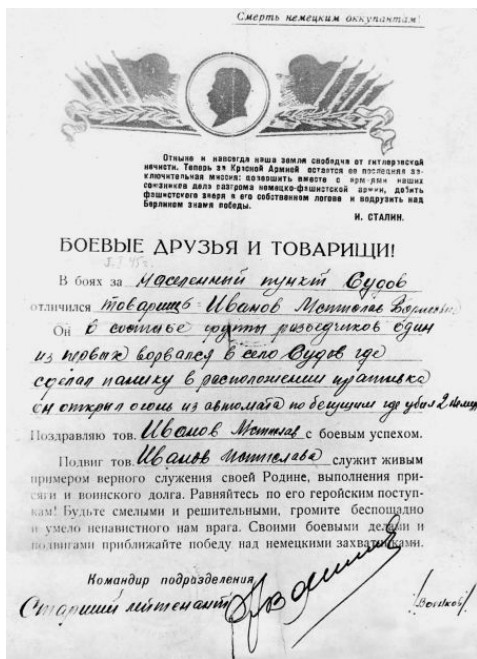 Смерть немецким оккупантам!
Отныне и навсегда наша земля свободна от гитлеровской
нечисти. Теперь за Красной Армией остается ее последняя за-
ключительная миссия: довершить вместе с армиями наших
союзников дело разгрома немецко-фашистской армии, добить
фашистского зверя в его собственном логове и водрузить над
Берлином знамя победы.
И. СТАЛИН.
БОЕВЫЕ ДРУЗЬЯ И ТОВАРИЩИ!
В боях за населенный пункт Судов
отличился товарищ Иванов Мстислав
Он в составе группы разведчиков один
из первых ворвался в село Судов где
сделал панику в расположении
он открыл огонь из автомата по бегущим где убил 2
Поздравляю тов. Иванов Мстислав с боевым успехом.
Подвиг тов. Иванов Мстислава служит живым
примером верного служения своей Родине, выполнения при-
сяги и воинского долга. Равняйтесь по его геройским поступ-
кам! Будьте смелыми и решительными, громите беспощадно
и умело ненавистного нам врага. Своими боевыми делами и
подвигами приближайте победу над немецкими захватчиками.
Командир подразделения
Старший лейтенант